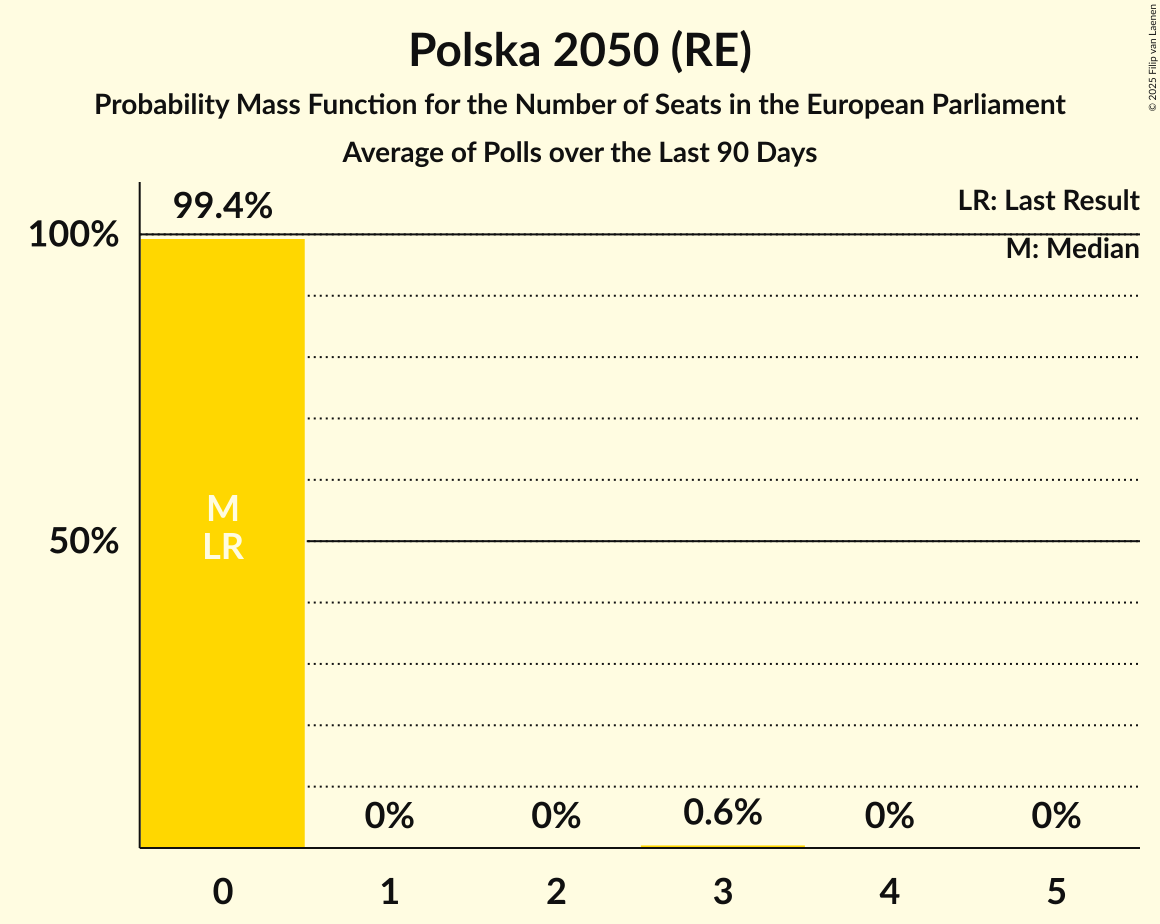 Polska 2050 (RE)
Probability Mass Function for the Number of Seats in the European Parliament
Average of Polls over the Last 90 Days
© 2025 Filip van Laenen
LR: Last Result
M: Median
99.4%
100%
50%
M
LR
0%
0%
0.6%
0%
0%
0
1
2
3
4
5